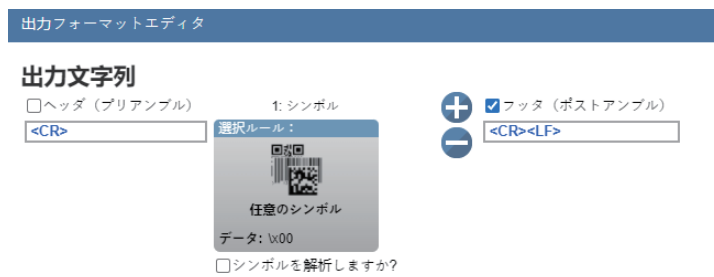 出力フォーマットエディタ
出力文字列
ヘッダ（プリアンブル）
<CR>
1: シンボル
選択ルール：
任意のシンボル
データ: \x00
シンボルを解析しますか?
フッタ（ポストアンブル）
<CR><LF>